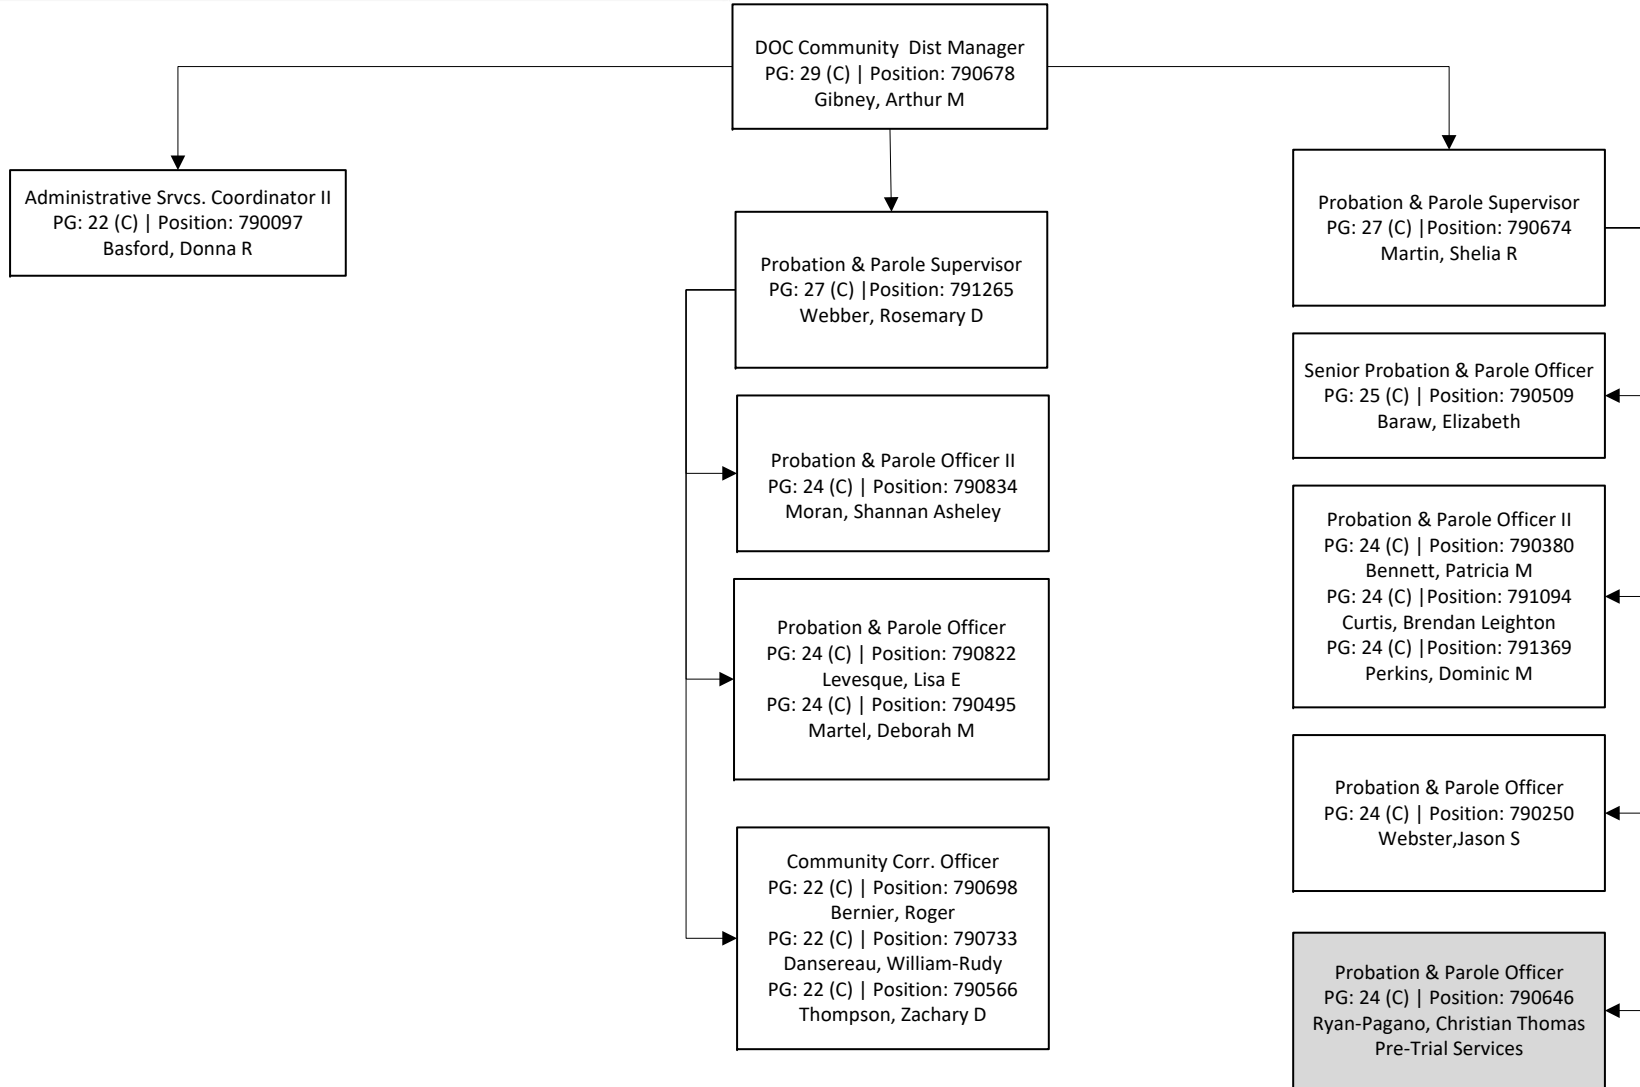 DOC Community  Dist Manager
PG: 29 (C) | Position: 790678
Gibney, Arthur M
Administrative Srvcs. Coordinator II
PG: 22 (C) | Position: 790097
Basford, Donna R
Probation & Parole Supervisor
PG: 27 (C) |Position: 791265
Webber, Rosemary D
Probation & Parole Officer II
PG: 24 (C) | Position: 790834
Moran, Shannan Asheley
Probation & Parole Officer
PG: 24 (C) | Position: 790822
Levesque, Lisa E
PG: 24 (C) | Position: 790495
Martel, Deborah M
Community Corr. Officer
PG: 22 (C) | Position: 790698
Bernier, Roger
PG: 22 (C) | Position: 790733
Dansereau, William-Rudy
PG: 22 (C) | Position: 790566
Thompson, Zachary D
Probation & Parole Supervisor
PG: 27 (C) |Position: 790674
Martin, Shelia R
Senior Probation & Parole Officer
PG: 25 (C) | Position: 790509
Baraw, Elizabeth
Probation & Parole Officer II
PG: 24 (C) | Position: 790380
Bennett, Patricia M
PG: 24 (C) |Position: 791094
Curtis, Brendan Leighton
PG: 24 (C) |Position: 791369
Perkins, Dominic M
Probation & Parole Officer
PG: 24 (C) | Position: 790250
Webster,Jason S
Probation & Parole Officer
PG: 24 (C) | Position: 790646
Ryan-Pagano, Christian Thomas
Pre-Trial Services